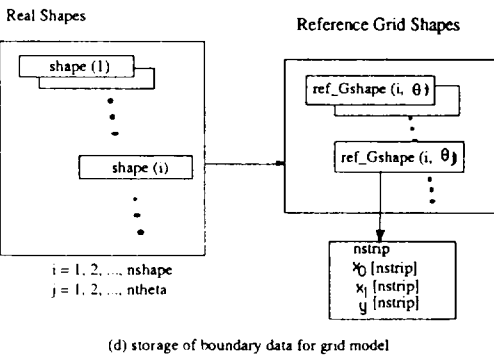 Real Shapes
Reference Grid Shapes
shape (1)
ref_Gshape (i, θ)
ref_Gshape (i, θj)
shape (i)
i = 1, 2, ..., nshape
j = 1, 2, ..., ntheta
nstrip
x0 [nstrip]
x1 [nstrip]
y [nstrip]
(d) storage of boundary data for grid model